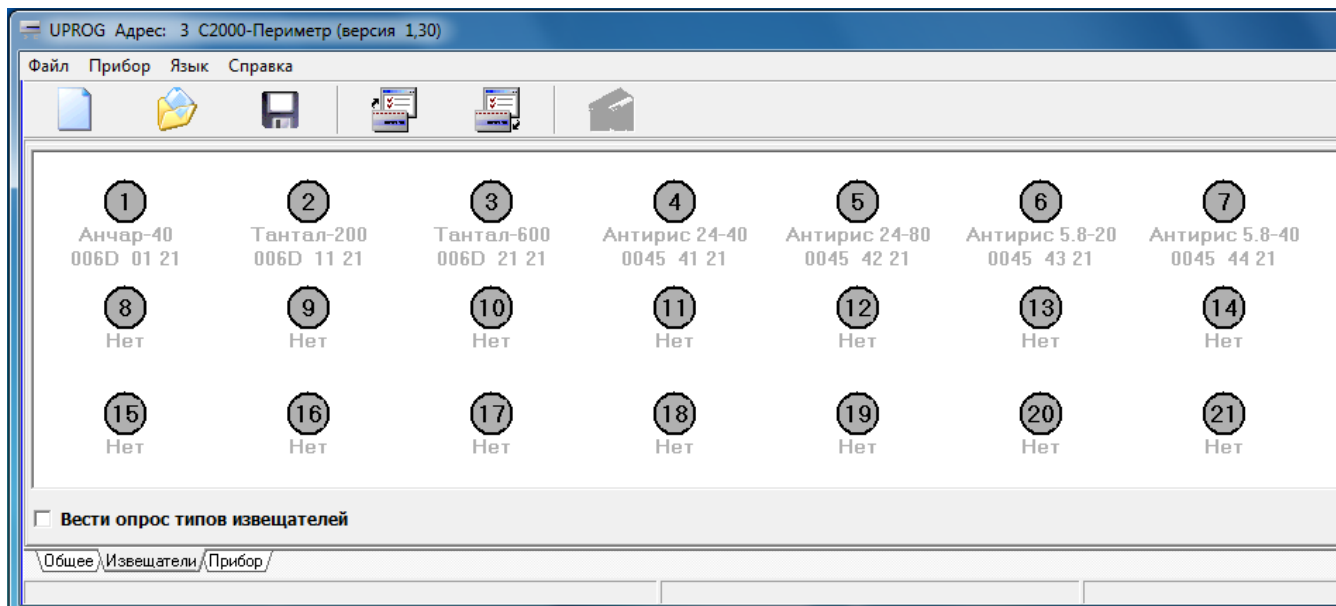 UPROG Адрес: 3 С2000-Периметр (версия 1,30)
Файл Прибор Язык Справка
1 2 3 4 5 6 7
Анчар-40 Тантал-200 Тантал-600 Антирис 24-40 Антирис 24-80 Антирис 5.8-20 Антирис 5.8-40
006D 01 21 006D 11 21 006D 21 21 0045 41 21 0045 42 21 0045 43 21 0045 44 21
8 9 10 11 12 13 14
Нет Нет Нет Нет Нет Нет Нет
15 16 17 18 19 20 21
Нет Нет Нет Нет Нет Нет Нет
Вести опрос типов извещателей
Общее Извещатели Прибор